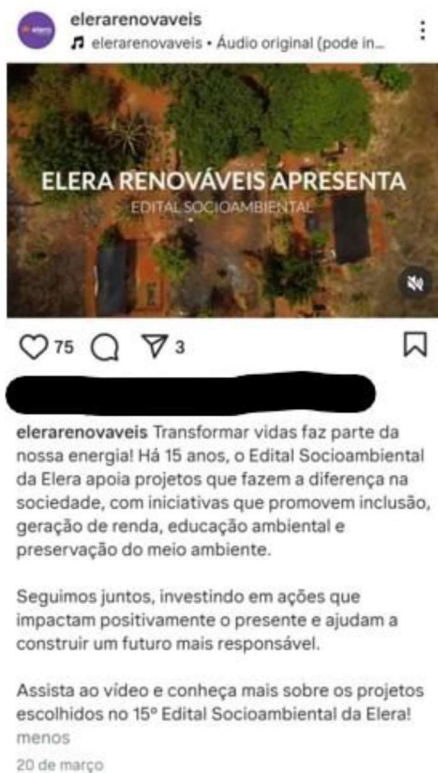 elerarenovaveis
elerarenovaveis • Áudio original (pode in...
elera
ELERA RENOVÁVEIS APRESENTA
EDITAL SOCIOAMBIENTAL
75
3
elerarenovaveis Transformar vidas faz parte da
nossa energia! Há 15 anos, o Edital Socioambiental
da Elera apoia projetos que fazem a diferença na
sociedade, com iniciativas que promovem inclusão,
geração de renda, educação ambiental e
preservação do meio ambiente.
Seguimos juntos, investindo em ações que
impactam positivamente o presente e ajudam a
construir um futuro mais responsável.
Assista ao vídeo e conheça mais sobre os projetos
escolhidos no 15º Edital Socioambiental da Elera!
menos
20 de março